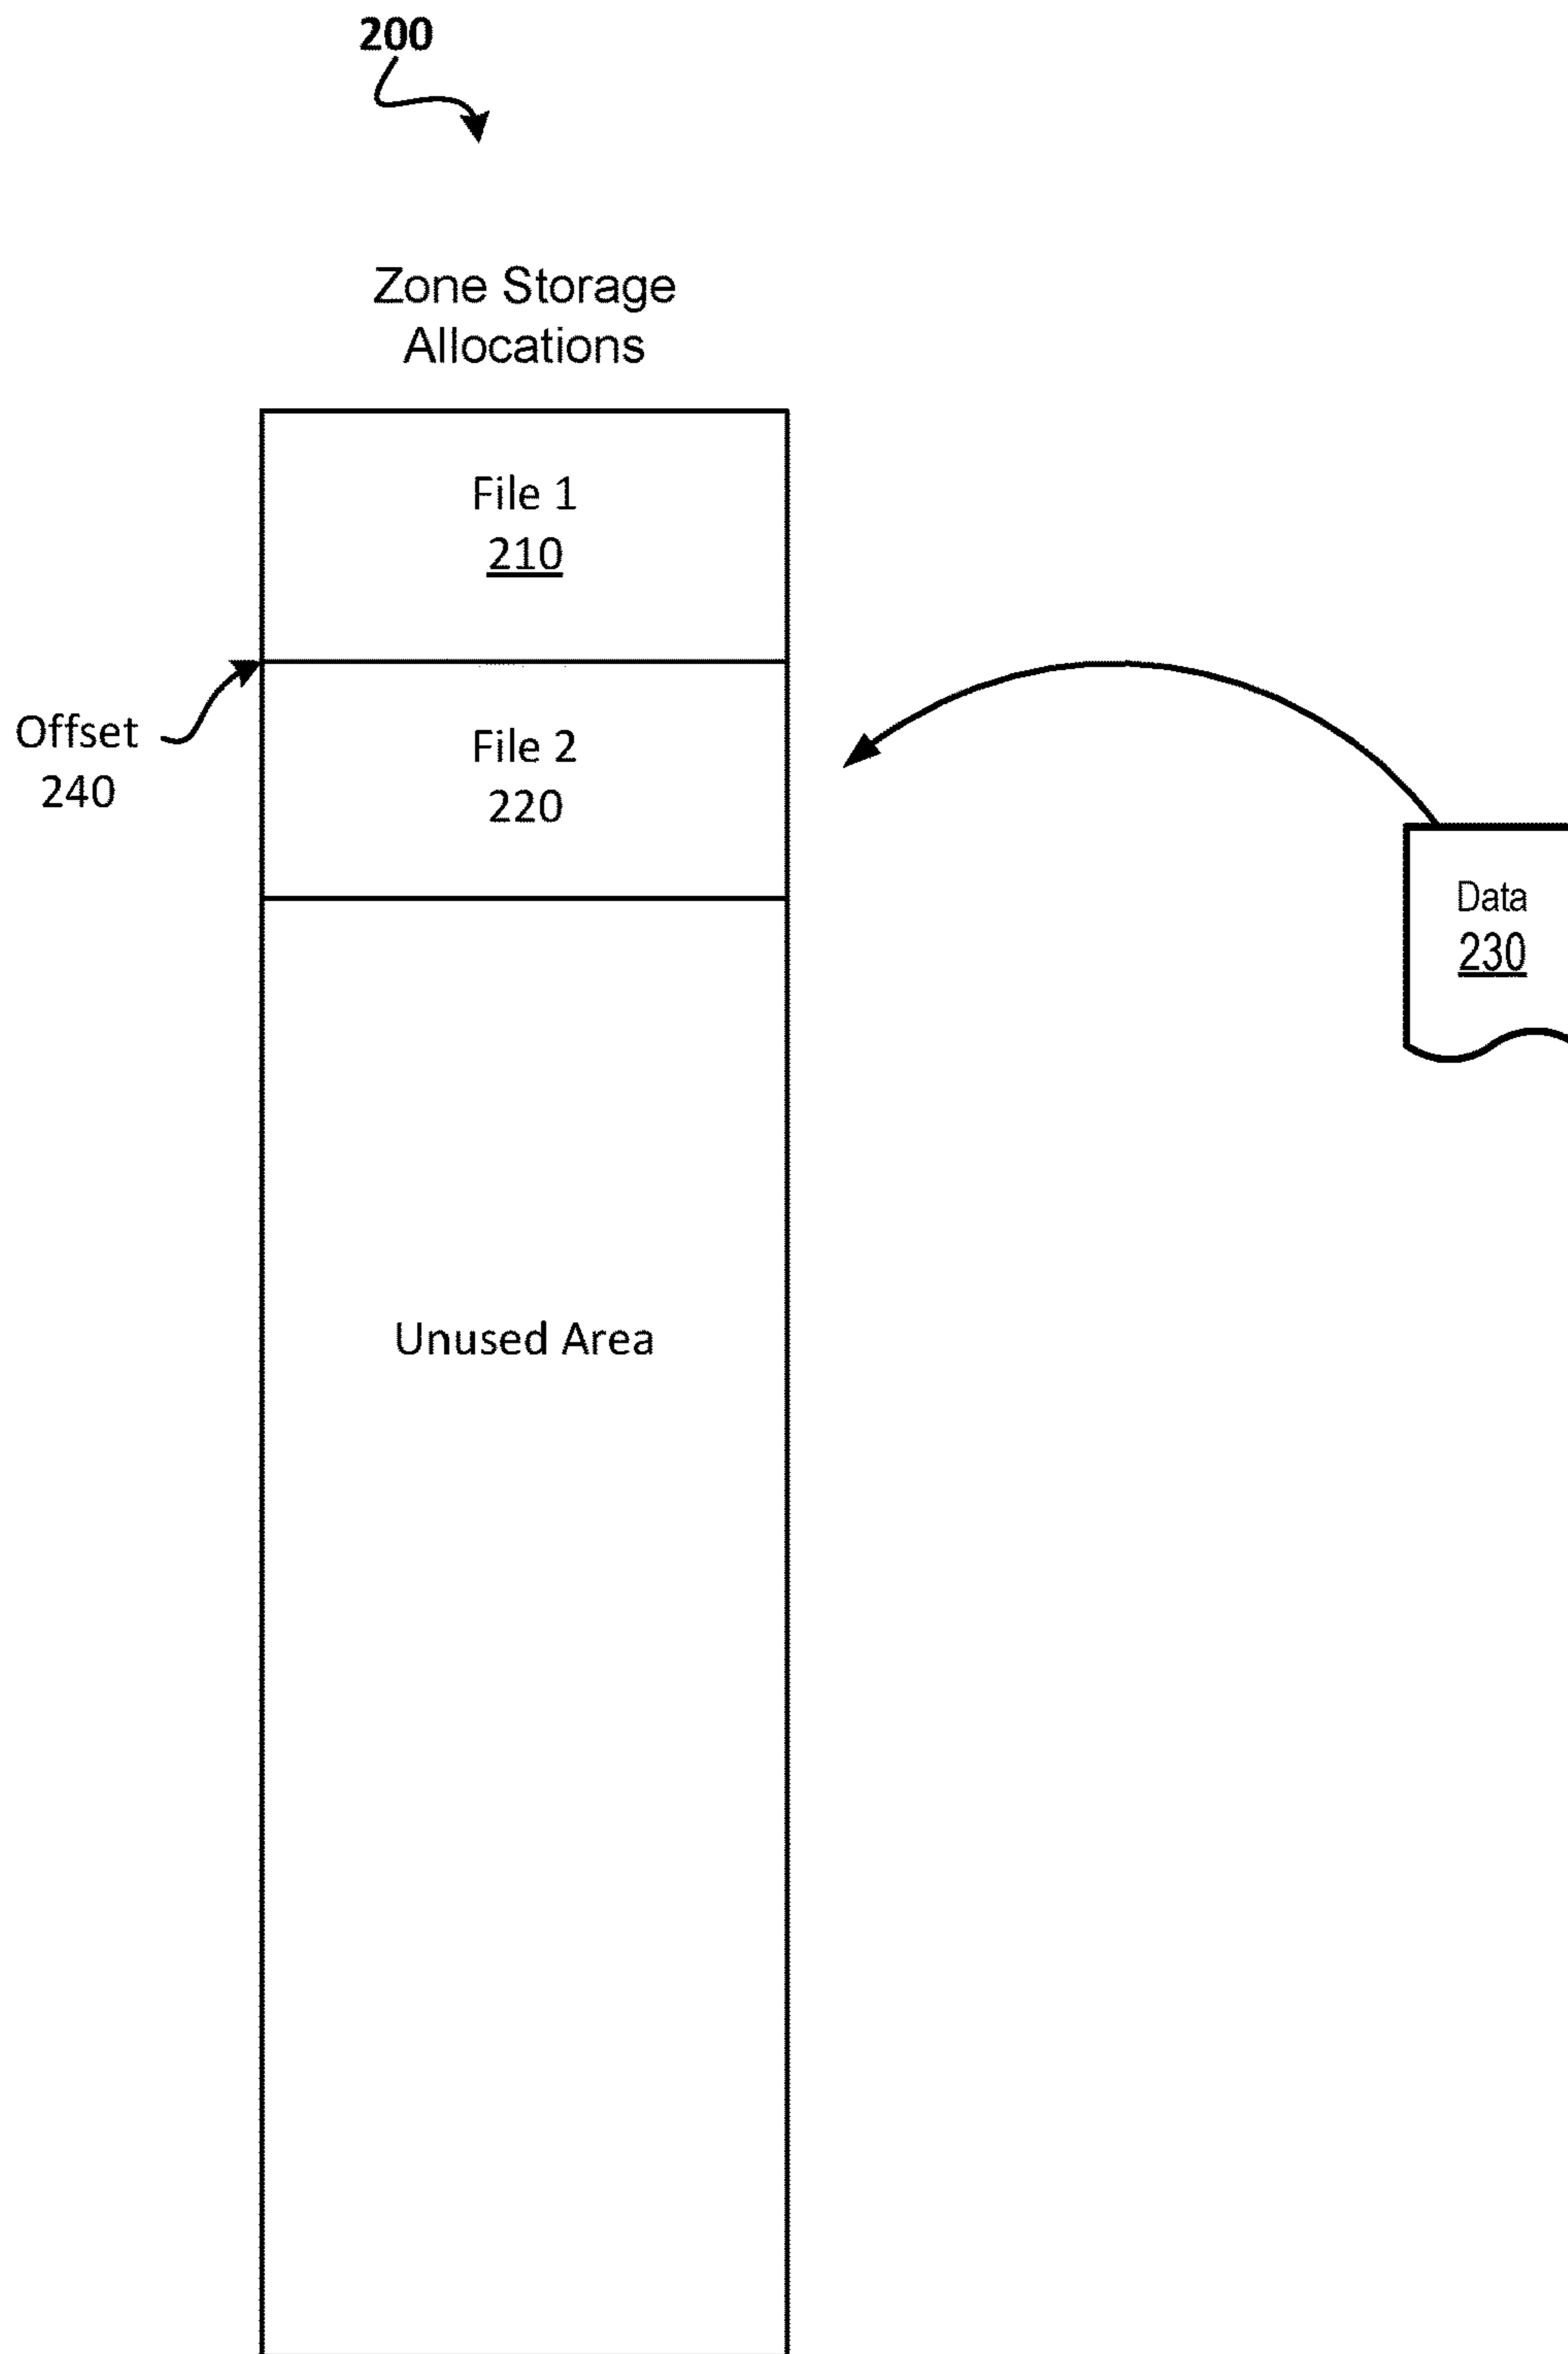 200
Zone Storage
Allocations
File 1
210
Offset
240
File 2
220
Data
230
Unused Area